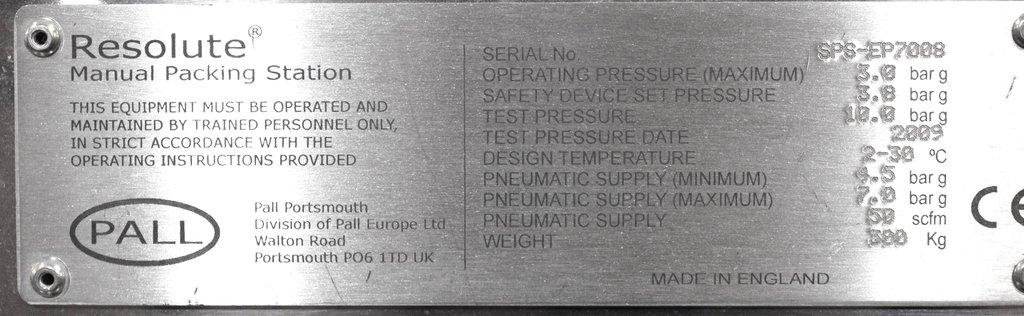 Resolute®
Manual Packing Station
THIS EQUIPMENT MUST BE OPERATED AND
MAINTAINED BY TRAINED PERSONNEL ONLY,
IN STRICT ACCORDANCE WITH THE
OPERATING INSTRUCTIONS PROVIDED
PALL
Pall Portsmouth
Division of Pall Europe Ltd
Walton Road
Portsmouth PO6 1TD UK
SERIAL No. SPS-EP7008
OPERATING PRESSURE (MAXIMUM) 3.0 bar g
SAFETY DEVICE SET PRESSURE 3.8 bar g
TEST PRESSURE 10.0 bar g
TEST PRESSURE DATE 2009
DESIGN TEMPERATURE 2-30 ºC
PNEUMATIC SUPPLY (MINIMUM) bar g
PNEUMATIC SUPPLY (MAXIMUM) 7.0 bar g
PNEUMATIC SUPPLY scfm
WEIGHT Kg
MADE IN ENGLAND
CE